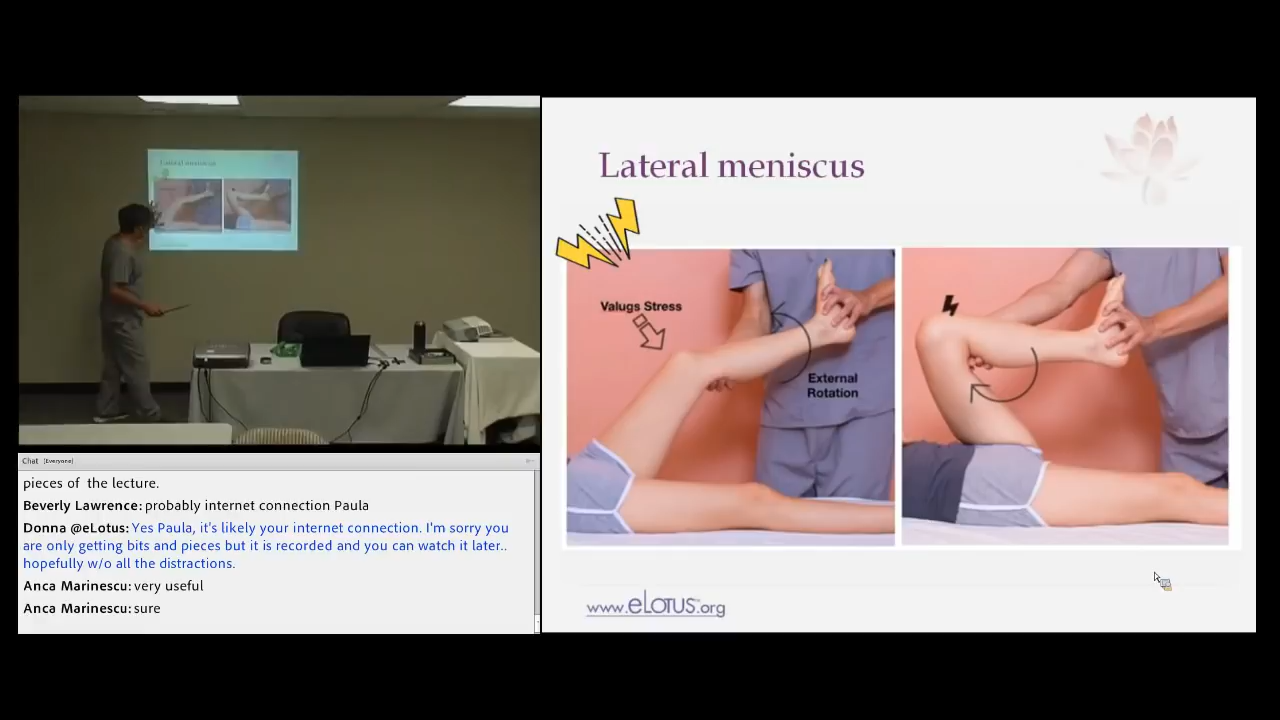 Lateral meniscus
Lateral meniscus
Valugs Stress
External
Rotation
www.eLOTUS.org
Chat (Everyone)
pieces of the lecture.
Beverly Lawrence: probably internet connection Paula
Donna @eLotus: Yes Paula, it's likely your internet connection. I'm sorry you
are only getting bits and pieces but it is recorded and you can watch it later..
hopefully w/o all the distractions.
Anca Marinescu: very useful
Anca Marinescu: sure